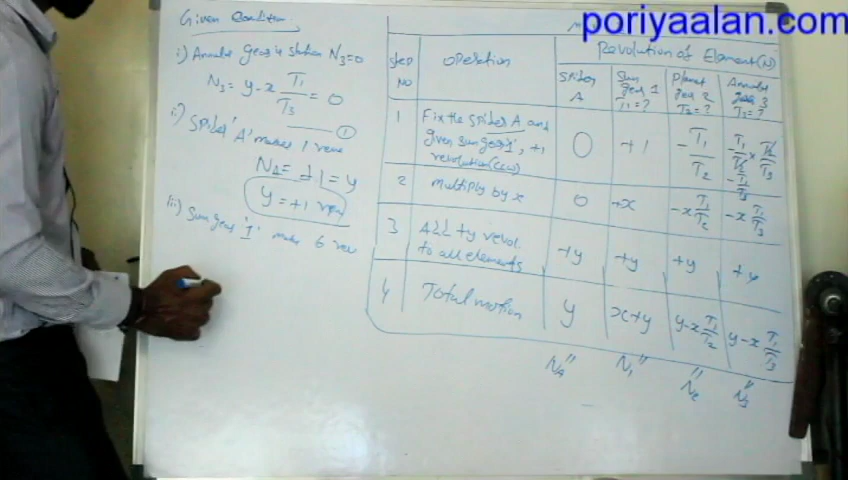 poriyaalan.com
Given Condition:
i) Annular gear is station N3=0
N3 = y - x T1/T3 = 0
①
ii) Spider 'A' makes 1 revo
NA = +1 = y
y = +1 rev
iii) Sun gear '1' makes 6 rev
Revolution of Element (N)
Step No
Operation
Spider A
Sun gear 1 T1=?
Planet gear 2 T2=?
Annular gear 3 T3=?
1
Fix the spider A and
given sun gear '1', +1
revolution (ccw)
0
+1
-T1/T2
-T1/T2 × T2/T3
-T1/T3
2
Multiply by x
0
+x
-x T1/T2
-x T1/T3
3
Add +y revol.
to all elements
+y
+y
+y
+y
4
Total motion
y
x+y
y-x T1/T2
y-x T1/T3
NA
N1
N2
N3